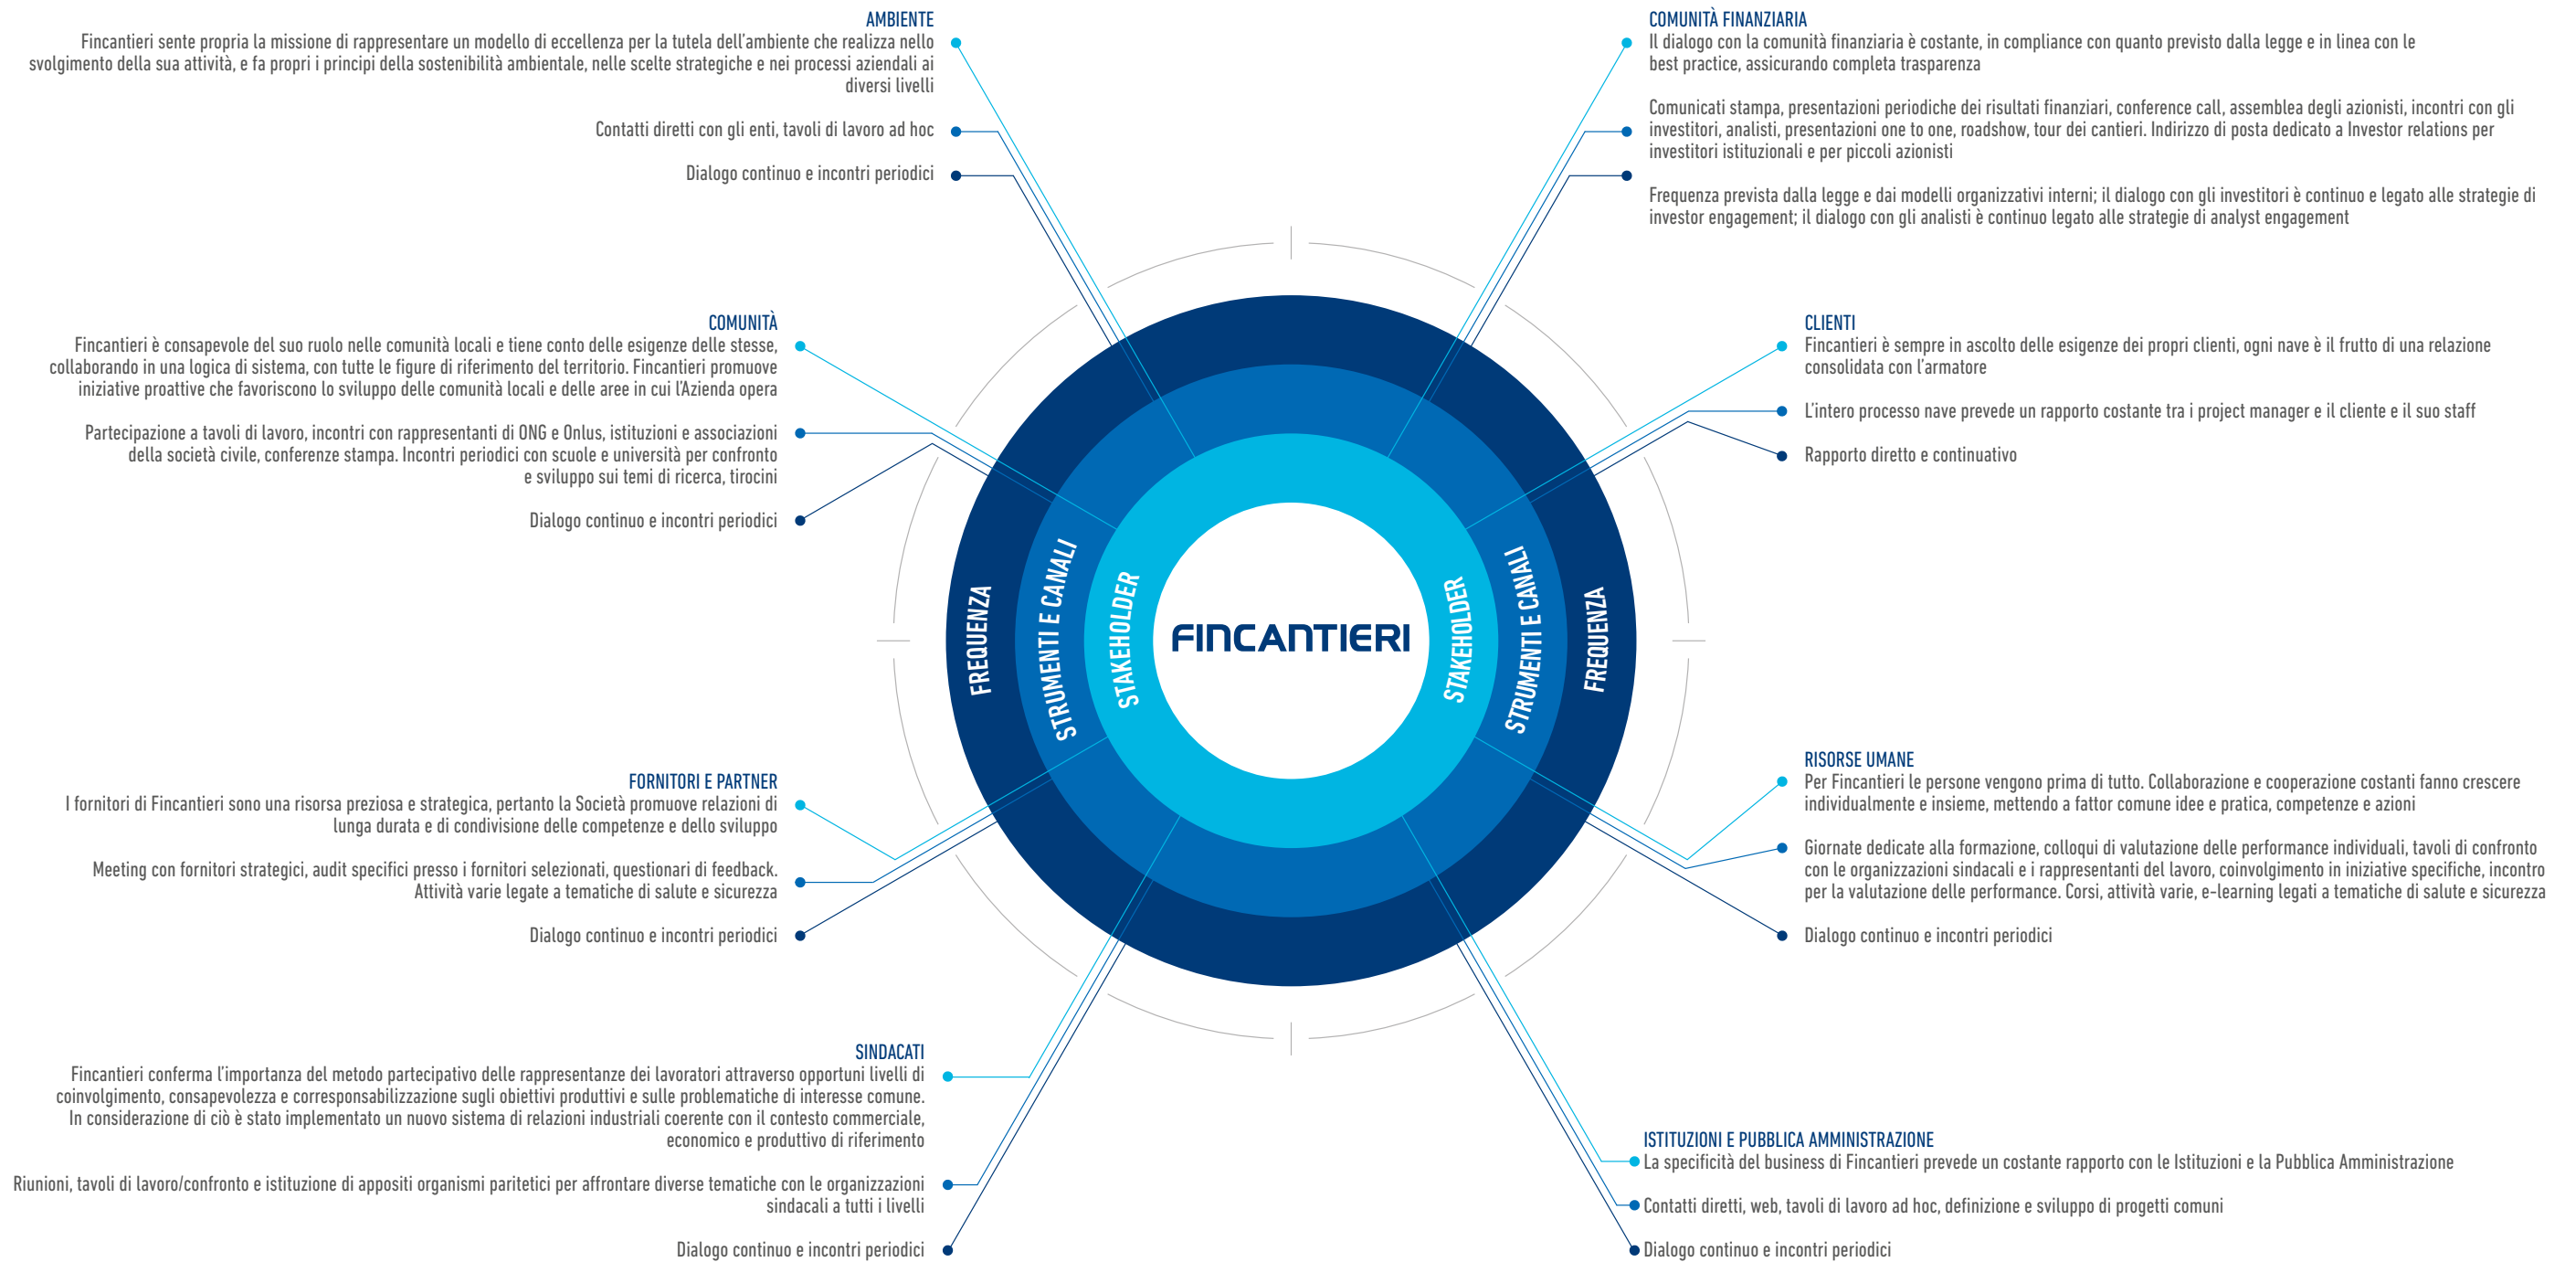 AMBIENTE
Fincantieri sente propria la missione di rappresentare un modello di eccellenza per la tutela dell'ambiente che realizza nello
svolgimento della sua attività, e fa propri i principi della sostenibilità ambientale, nelle scelte strategiche e nei processi aziendali ai
diversi livelli
Contatti diretti con gli enti, tavoli di lavoro ad hoc
Dialogo continuo e incontri periodici
COMUNITÀ FINANZIARIA
Il dialogo con la comunità finanziaria è costante, in compliance con quanto previsto dalla legge e in linea con le
best practice, assicurando completa trasparenza
Comunicati stampa, presentazioni periodiche dei risultati finanziari, conference call, assemblea degli azionisti, incontri con gli
investitori, analisti, presentazioni one to one, roadshow, tour dei cantieri. Indirizzo di posta dedicato a Investor relations per
investitori istituzionali e per piccoli azionisti
Frequenza prevista dalla legge e dai modelli organizzativi interni; il dialogo con gli investitori è continuo e legato alle strategie di
investor engagement; il dialogo con gli analisti è continuo legato alle strategie di analyst engagement
COMUNITÀ
Fincantieri è consapevole del suo ruolo nelle comunità locali e tiene conto delle esigenze delle stesse,
collaborando in una logica di sistema, con tutte le figure di riferimento del territorio. Fincantieri promuove
iniziative proattive che favoriscono lo sviluppo delle comunità locali e delle aree in cui l'Azienda opera
Partecipazione a tavoli di lavoro, incontri con rappresentanti di ONG e Onlus, istituzioni e associazioni
della società civile, conferenze stampa. Incontri periodici con scuole e università per confronto
e sviluppo sui temi di ricerca, tirocini
Dialogo continuo e incontri periodici
CLIENTI
Fincantieri è sempre in ascolto delle esigenze dei propri clienti, ogni nave è il frutto di una relazione
consolidata con l'armatore
L'intero processo nave prevede un rapporto costante tra i project manager e il cliente e il suo staff
Rapporto diretto e continuativo
FREQUENZA
STRUMENTI E CANALI
STAKEHOLDER
FINCANTIERI
STAKEHOLDER
STRUMENTI E CANALI
FREQUENZA
FORNITORI E PARTNER
I fornitori di Fincantieri sono una risorsa preziosa e strategica, pertanto la Società promuove relazioni di
lunga durata e di condivisione delle competenze e dello sviluppo
Meeting con fornitori strategici, audit specifici presso i fornitori selezionati, questionari di feedback.
Attività varie legate a tematiche di salute e sicurezza
Dialogo continuo e incontri periodici
RISORSE UMANE
Per Fincantieri le persone vengono prima di tutto. Collaborazione e cooperazione costanti fanno crescere
individualmente e insieme, mettendo a fattor comune idee e pratica, competenze e azioni
Giornate dedicate alla formazione, colloqui di valutazione delle performance individuali, tavoli di confronto
con le organizzazioni sindacali e i rappresentanti del lavoro, coinvolgimento in iniziative specifiche, incontro
per la valutazione delle performance. Corsi, attività varie, e-learning legati a tematiche di salute e sicurezza
Dialogo continuo e incontri periodici
SINDACATI
Fincantieri conferma l'importanza del metodo partecipativo delle rappresentanze dei lavoratori attraverso opportuni livelli di
coinvolgimento, consapevolezza e corresponsabilizzazione sugli obiettivi produttivi e sulle problematiche di interesse comune.
In considerazione di ciò è stato implementato un nuovo sistema di relazioni industriali coerente con il contesto commerciale,
economico e produttivo di riferimento
Riunioni, tavoli di lavoro/confronto e istituzione di appositi organismi paritetici per affrontare diverse tematiche con le organizzazioni
sindacali a tutti i livelli
Dialogo continuo e incontri periodici
ISTITUZIONI E PUBBLICA AMMINISTRAZIONE
La specificità del business di Fincantieri prevede un costante rapporto con le Istituzioni e la Pubblica Amministrazione
Contatti diretti, web, tavoli di lavoro ad hoc, definizione e sviluppo di progetti comuni
Dialogo continuo e incontri periodici